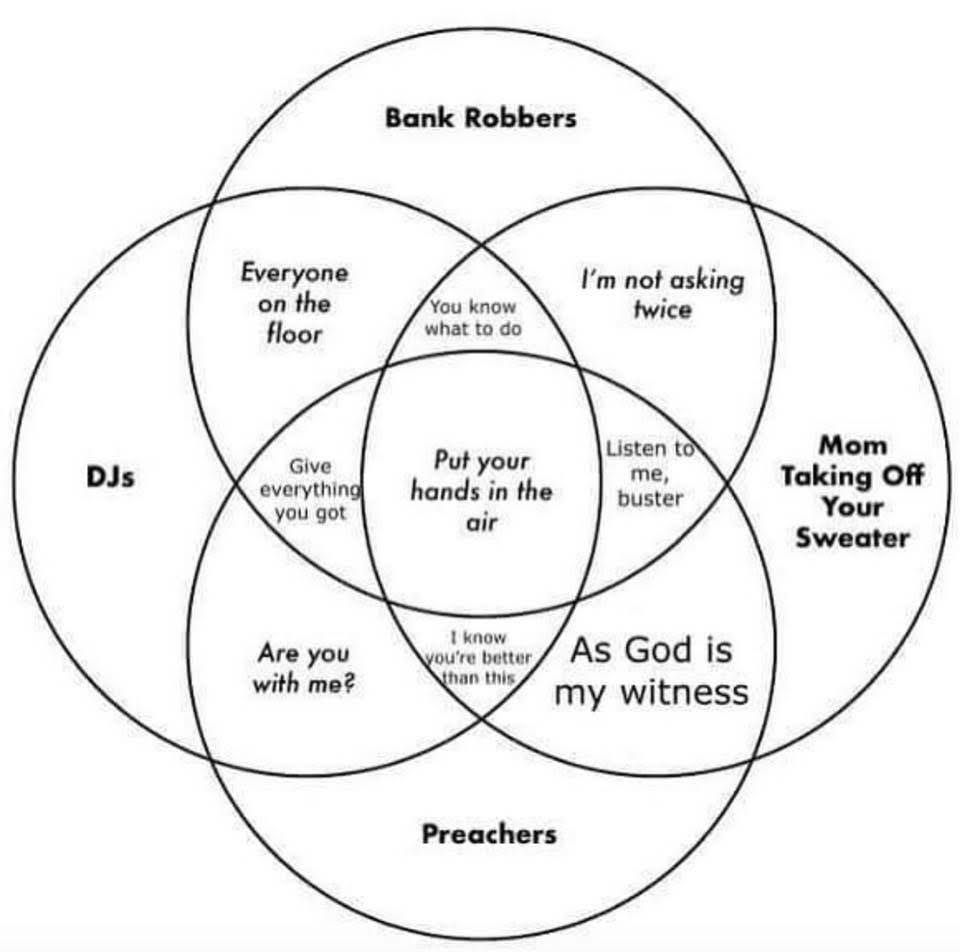 Bank Robbers
Everyone
on the
floor
You know
what to do
I'm not asking
twice
DJs
Give
everything
you got
Put your
hands in the
air
Listen to
me,
buster
Mom
Taking Off
Your
Sweater
Are you
with me?
I know
you're better
than this
As God is
my witness
Preachers